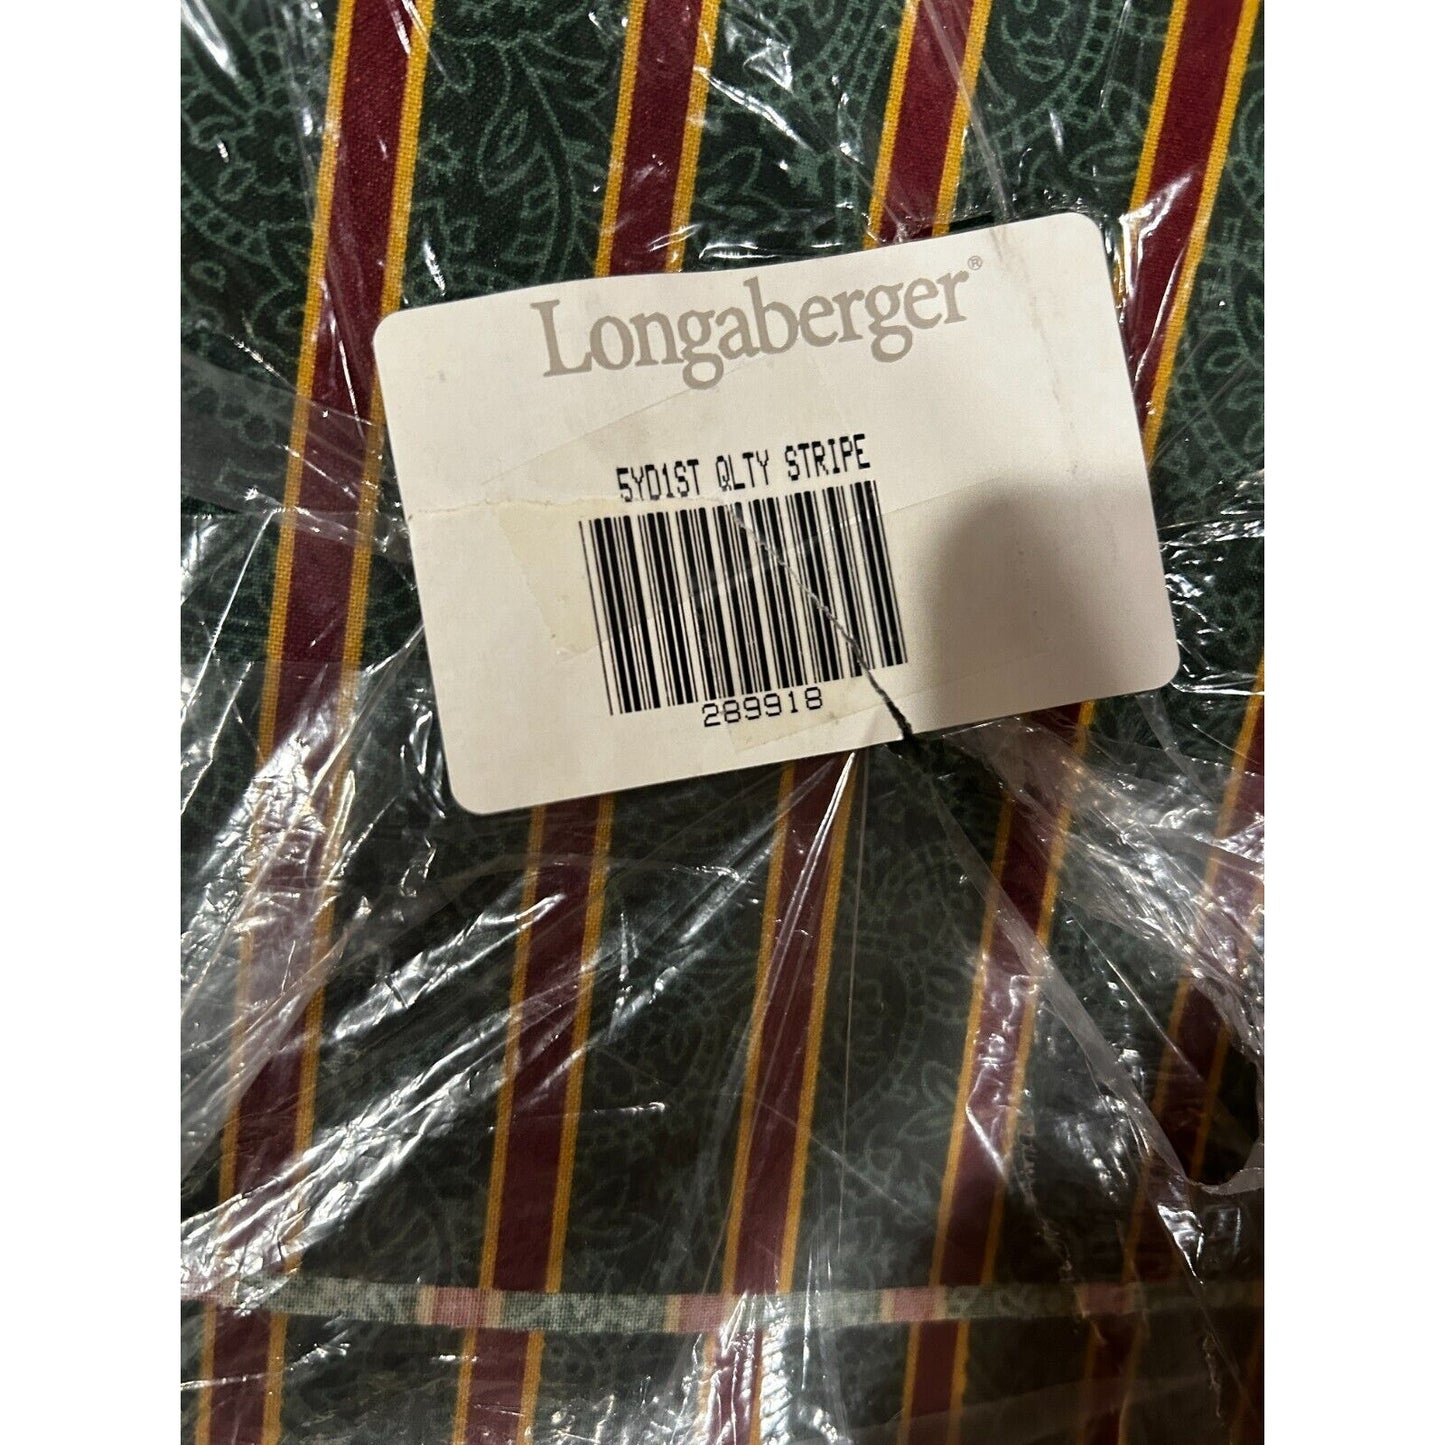 Longaberger®
5YD1ST QLTY STRIPE
289918